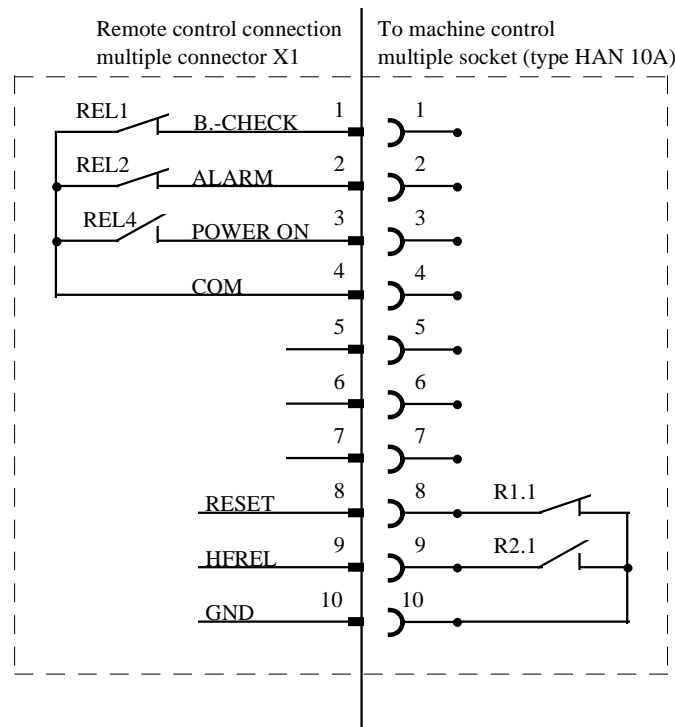 Remote control connection
multiple connector X1
To machine control
multiple socket (type HAN 10A)
REL1 B.-CHECK 1 1
REL2 ALARM 2 2
REL4 POWER ON 3 3
COM 4 4
5 5
6 6
7 7
RESET 8 8 R1.1
HFREL 9 9 R2.1
GND 10 10